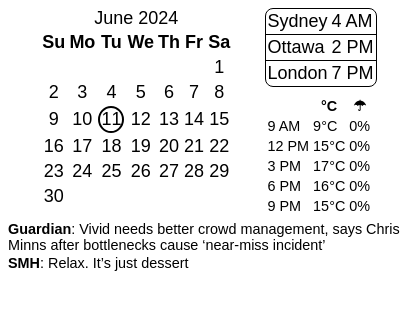 June 2024
Su Mo Tu We Th Fr Sa
1
2 3 4 5 6 7 8
9 10 11 12 13 14 15
16 17 18 19 20 21 22
23 24 25 26 27 28 29
30
Sydney 4 AM
Ottawa 2 PM
London 7 PM
°C ☂
9 AM 9°C 0%
12 PM 15°C 0%
3 PM 17°C 0%
6 PM 16°C 0%
9 PM 15°C 0%
Guardian: Vivid needs better crowd management, says Chris
Minns after bottlenecks cause ‘near-miss incident’
SMH: Relax. It’s just dessert